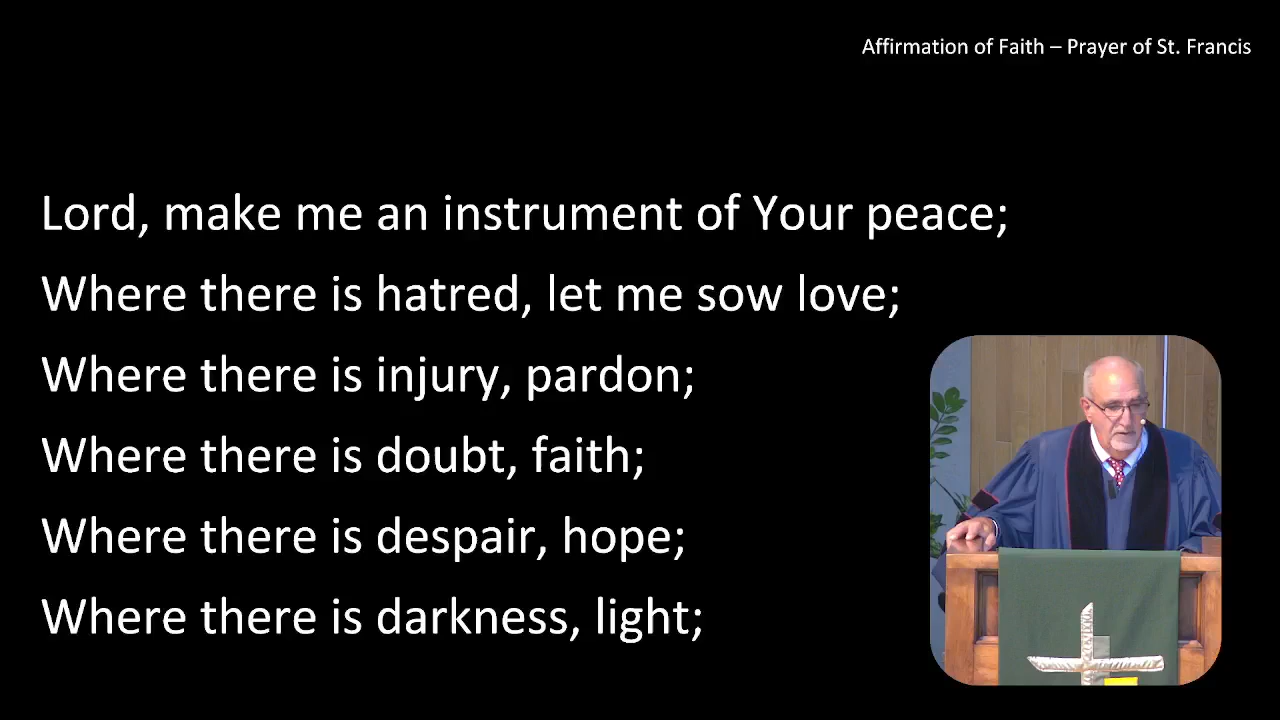 Affirmation of Faith – Prayer of St. Francis
Lord, make me an instrument of Your peace;
Where there is hatred, let me sow love;
Where there is injury, pardon;
Where there is doubt, faith;
Where there is despair, hope;
Where there is darkness, light;